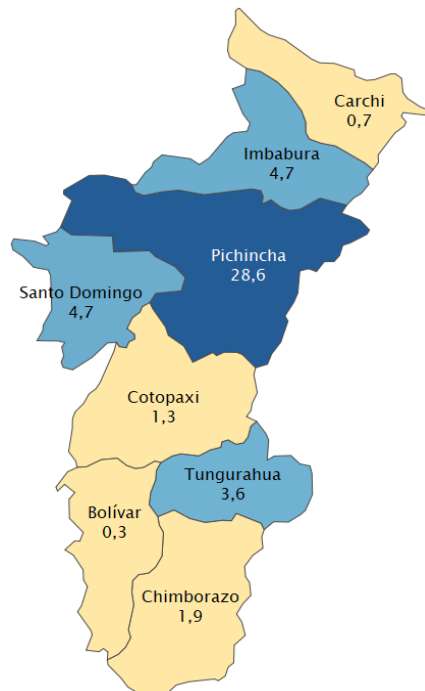 Carchi
0,7
Imbabura
4,7
Pichincha
28,6
Santo Domingo
4,7
Cotopaxi
1,3
Tungurahua
3,6
Bolívar
0,3
Chimborazo
1,9